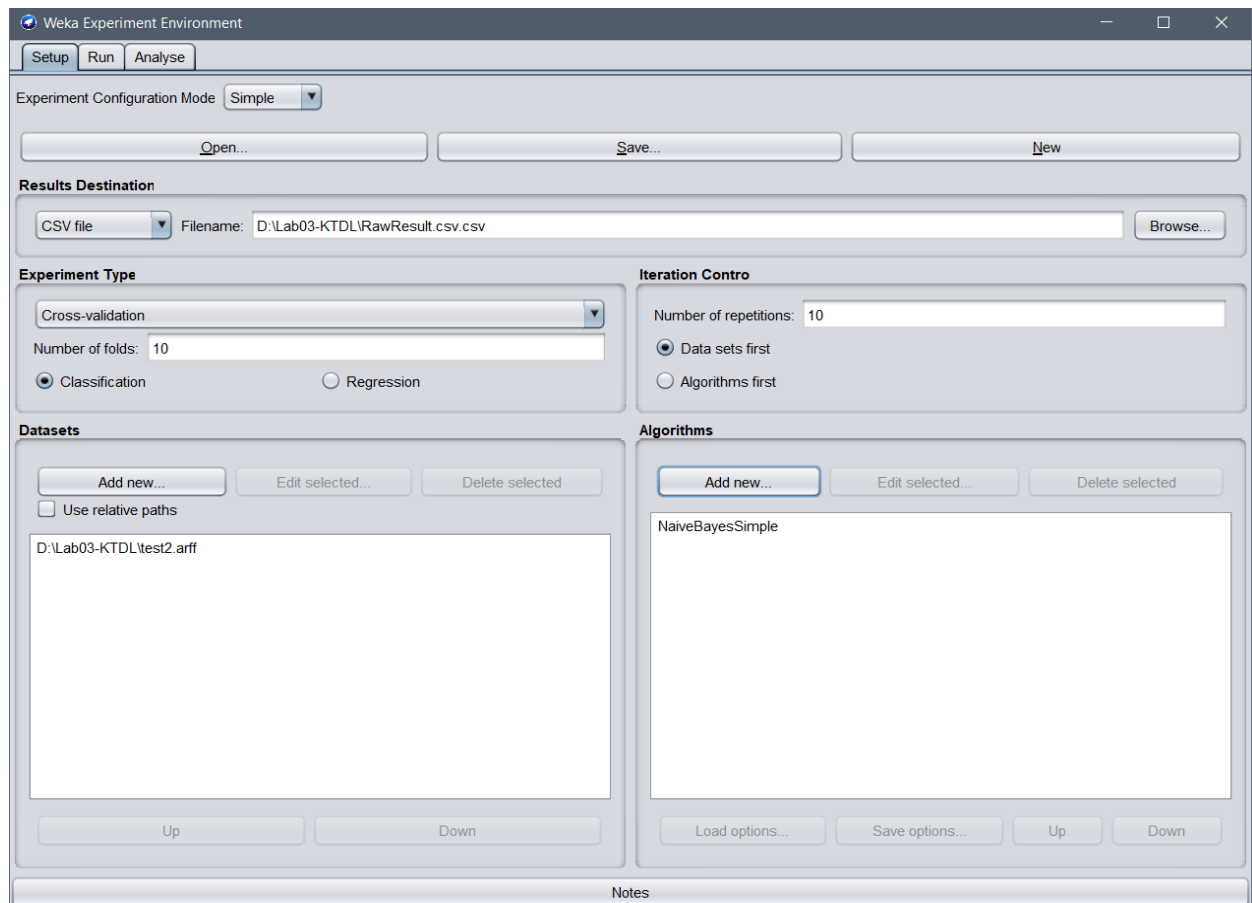 Weka Experiment Environment
Setup Run Analyse
Experiment Configuration Mode Simple
Open... Save... New
Results Destination
CSV file Filename: D:\Lab03-KTDL\RawResult.csv.csv Browse...
Experiment Type Iteration Contro
Cross-validation Number of repetitions: 10
Number of folds: 10 Data sets first
Classification Regression Algorithms first
Datasets Algorithms
Add new... Edit selected... Delete selected Add new... Edit selected... Delete selected
Use relative paths
D:\Lab03-KTDL\test2.arff NaiveBayesSimple
Up Down Load options... Save options... Up Down
Notes